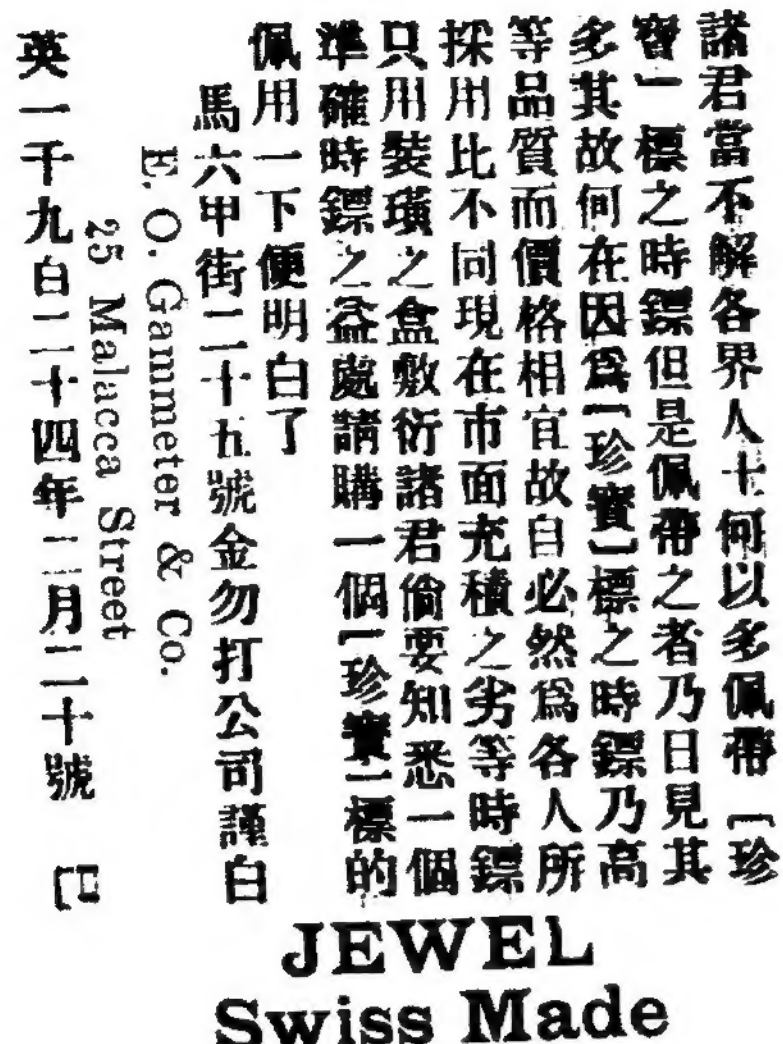 諸君當不解各界人士何以多佩帶［珍
寶］標之時鏢但是佩帶之者乃日見其
多其故何在因爲［珍寶］標之時鏢乃高
等品質而價格相宜故自必然爲各人所
採用比不同現在市面充積之劣等時鏢
只用裝璜之盒敷衍諸君倘要知悉一個
準確時鏢之益處請購一個［珍寶］標的
佩用一下便明白了
馬六甲街二十五號金勿打公司謹白
E. O. Gammeter & Co.
25 Malacca Street
英一千九白二十四年二月二十號
JEWEL
Swiss Made